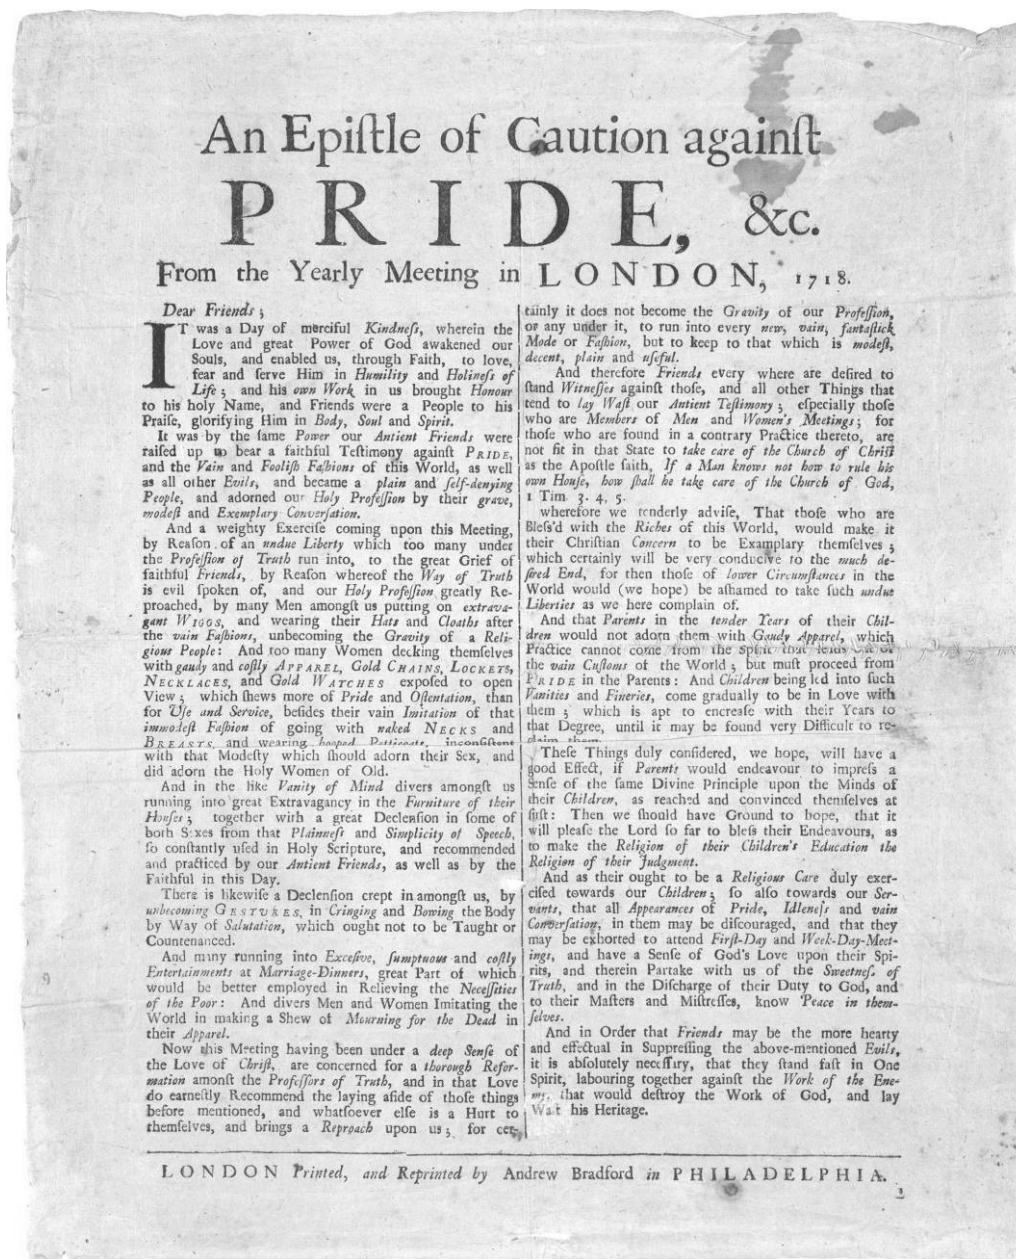 An Epiſtle of Caution againſt
PRIDE, &c.
From the Yearly Meeting in LONDON, 1718.
Dear Friends;
IT was a Day of merciful Kindneſs, wherein the
Love and great Power of God awakened our
Souls, and enabled us, through Faith, to love,
fear and ſerve Him in Humility and Holineſs of
Life; and his own Work in us brought Honour
to his holy Name, and Friends were a People to his
Praiſe, glorifying Him in Body, Soul and Spirit.
It was by the ſame Power our Antient Friends were
raiſed up to bear a faithful Teſtimony againſt PRIDE,
and the Vain and Fooliſh Faſhions of this World, as well
as all other Evils, and became a plain and ſelf-denying
People, and adorned our Holy Profeſſion by their grave,
modeſt and Exemplary Converſation.
And a weighty Exerciſe coming upon this Meeting,
by Reaſon of an undue Liberty which too many under
the Profeſſion of Truth run into, to the great Grief of
faithful Friends, by Reaſon whereof the Way of Truth
is evil ſpoken of, and our Holy Profeſſion greatly Re-
proached, by many Men amongſt us putting on extrava-
gant WIGGS, and wearing their Hats and Cloaths after
the vain Faſhions, unbecoming the Gravity of a Reli-
gious People: And too many Women decking themſelves
with gaudy and coſtly APPAREL, Gold CHAINS, LOCKETS,
NECKLACES, and Gold WATCHES expoſed to open
View; which ſhews more of Pride and Oſtentation, than
for Uſe and Service, beſides their vain Imitation of that
immodeſt Faſhion of going with naked NECKS and
BREASTS, and wearing hooped Petticoats, inconſiſtent
with that Modeſty which ſhould adorn their Sex, and
did adorn the Holy Women of Old.
And in the like Vanity of Mind divers amongſt us
running into great Extravagancy in the Furniture of their
Houſes; together with a great Declenſion in ſome of
both Sexes from that Plainneſs and Simplicity of Speech,
ſo conſtantly uſed in Holy Scripture, and recommended
and practiced by our Antient Friends, as well as by the
Faithful in this Day.
There is likewiſe a Declenſion crept in amongſt us, by
unbecoming GESTURES, in Cringing and Bowing the Body
by Way of Salutation, which ought not to be Taught or
Countenanced.
And many running into Exceſive, ſumptuous and coſtly
Entertainments at Marriage-Dinners, great Part of which
would be better employed in Relieving the Neceſſities
of the Poor: And divers Men and Women Imitating the
World in making a Shew of Mourning for the Dead in
their Apparel.
Now this Meeting having been under a deep Senſe of
the Love of Chriſt, are concerned for a thorough Refor-
mation amonſt the Profeſſors of Truth, and in that Love
do earneſtly Recommend the laying aſide of thoſe things
before mentioned, and whatſoever elſe is a Hurt to
themſelves, and brings a Reproach upon us; for cer-
tainly it does not become the Gravity of our Profeſſion,
or any under it, to run into every new, vain, fantaſtick
Mode or Faſhion, but to keep to that which is modeſt,
decent, plain and uſeful.
And therefore Friends eVery where are deſired to
ſtand Witneſſes againſt thoſe, and all other Things that
tend to lay Waſt our Antient Teſtimony; eſpecially thoſe
who are Members of Men and Women's Meetings; for
thoſe who are found in a contrary Practice thereto, are
not fit in that State to take care of the Church of Chriſt
as the Apoſtle ſaith, If a Man knows not how to rule his
own Houſe, how ſhall he take care of the Church of God,
1 Tim. 3. 4, 5.
wherefore we tenderly adviſe, That thoſe who are
Bleſs'd with the Riches of this World, would make it
their Chriſtian Concern to be Examplary themſelves;
which certainly will be very conducive to the much de-
ſired End, for then thoſe of lower Circumſtances in the
World would (we hope) be aſhamed to take ſuch undue
Liberties as we here complain of.
And that Parents in the tender Years of their Chil-
dren would not adorn them with Gaudy Apparel, which
Practice cannot come from the Spirit that leads out of
the vain Cuſtoms of the World; but muſt proceed from
PRIDE in the Parents: And Children being led into ſuch
Vanities and Fineries, come gradually to be in Love with
them; which is apt to encreaſe with their Years to
that Degree, until it may be found very Difficult to re-
claim them.
Theſe Things duly conſidered, we hope, will have a
good Effect, if Parents would endeavour to impreſs a
Senſe of the ſame Divine Principle upon the Minds of
their Children, as reached and convinced themſelves at
firſt: Then we ſhould have Ground to hope, that it
will pleaſe the Lord ſo far to bleſs their Endeavours, as
to make the Religion of their Children's Education the
Religion of their Judgment.
And as their ought to be a Religious Care duly exer-
ciſed towards our Children; ſo alſo towards our Ser-
vants, that all Appearances of Pride, Idleneſs and vain
Converſation, in them may be diſcouraged, and that they
may be exhorted to attend Firſt-Day and Week-Day-Meet-
ings, and have a Senſe of God's Love upon their Spi-
rits, and therein Partake with us of the Sweetneſs of
Truth, and in the Diſcharge of their Duty to God, and
to their Maſters and Miſtreſſes, know Peace in them-
ſelves.
And in Order that Friends may be the more hearty
and effectual in Suppreſſing the above-mentioned Evils,
it is abſolutely neceſſary, that they ſtand faſt in One
Spirit, labouring together againſt the Work of the Ene-
my, that would deſtroy the Work of God, and lay
Waſt his Heritage.
LONDON Printed, and Reprinted by Andrew Bradford in PHILADELPHIA.